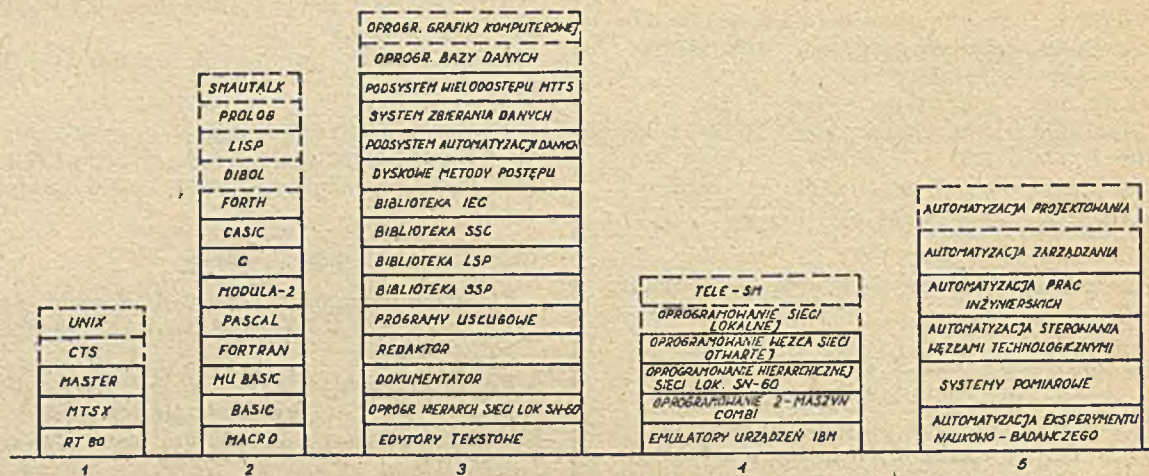 UNIX
CTS
MASTER
MTSX
RT 80
1
SMAUTALK
PROLOG
LISP
DIBOL
FORTH
CASIC
C
MODULA-2
PASCAL
FORTRAN
MU BASIC
BASIC
MACRO
2
OPROGR. GRAFIKI KOMPUTEROWEJ
OPROGR. BAZY DANYCH
PODSYSTEM WIELODOSTĘPU MTTS
SYSTEM ZBIERANIA DANYCH
PODSYSTEM AUTOMATYZACJI DANYCH
DYSKOWE METODY POSTĘPU
BIBLIOTEKA IEC
BIBLIOTEKA SSC
BIBLIOTEKA LSP
BIBLIOTEKA SSP
PROGRAMY USŁUGOWE
REDAKTOR
DOKUMENTATOR
OPROGR. HIERARCH SIECI LOK SN-60
EDYTORY TEKSTOWE
3
TELE-SM
OPROGRAMOWANIE SIECI
LOKALNEJ
OPROGRAMOWANIE WĘZŁA SIECI
OTWARTEJ
OPROGRAMOWANIE HIERARCHICZNEJ
SIECI LOK. SN-60
OPROGRAMOWANIE 2-MASZYN
COMBI
EMULATORY URZĄDZEŃ IBM
4
AUTOMATYZACJA PROJEKTOWANIA
AUTOMATYZACJA ZARZĄDZANIA
AUTOMATYZACJA PRAC
INŻYNIERSKICH
AUTOMATYZACJA STEROWANIA
WĘZŁAMI TECHNOLOGICZNYMI
SYSTEMY POMIAROWE
AUTOMATYZACJA EKSPERYMENTU
NAUKOWO-BADAWCZEGO
5